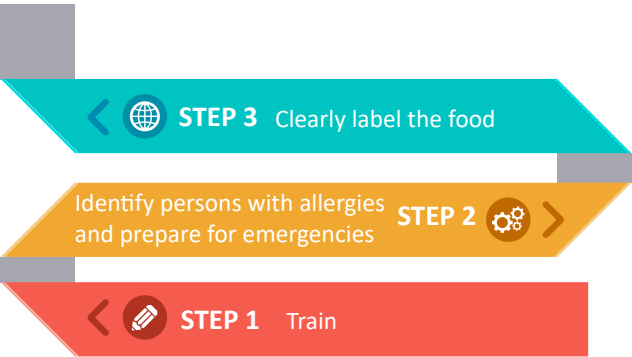 STEP 3 Clearly label the food
Identify persons with allergies
and prepare for emergencies
STEP 2
STEP 1 Train